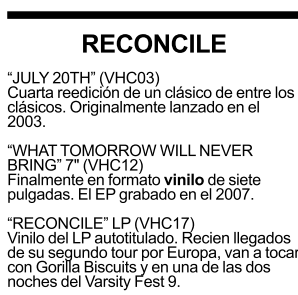 RECONCILE
“JULY 20TH” (VHC03)
Cuarta reedición de un clásico de entre los
clásicos. Originalmente lanzado en el
2003.
“WHAT TOMORROW WILL NEVER
BRING” 7" (VHC12)
Finalmente en formato vinilo de siete
pulgadas. El EP grabado en el 2007.
“RECONCILE” LP (VHC17)
Vinilo del LP autotitulado. Recien llegados
de su segundo tour por Europa, van a tocar
con Gorilla Biscuits y en una de las dos
noches del Varsity Fest 9.